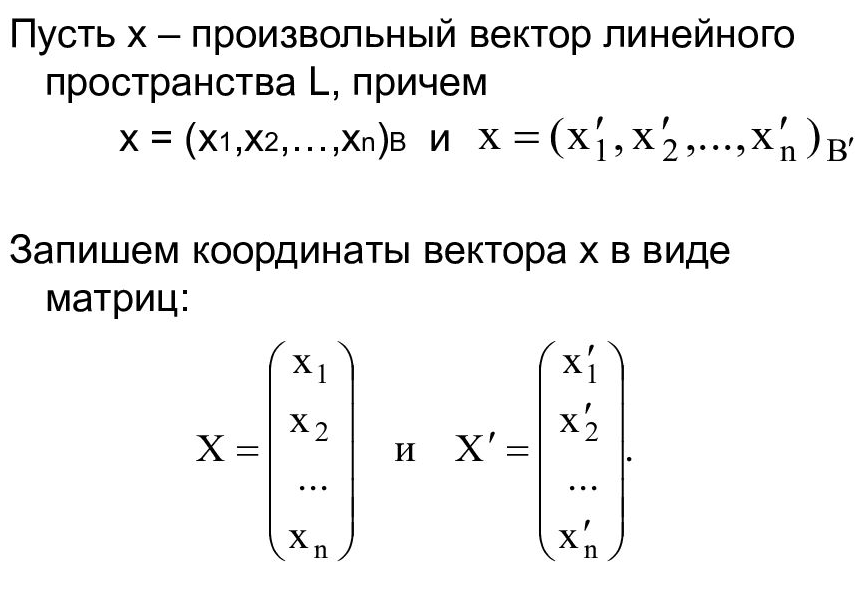 Пусть x – произвольный вектор линейного
пространства L, причем
x = (x₁,x₂,…,xₙ)B и x = (x′₁, x′₂,..., x′ₙ)B′
Запишем координаты вектора x в виде
матриц:
X = (x₁ x₂ ... xₙ) и X′ = (x′₁ x′₂ ... x′ₙ).